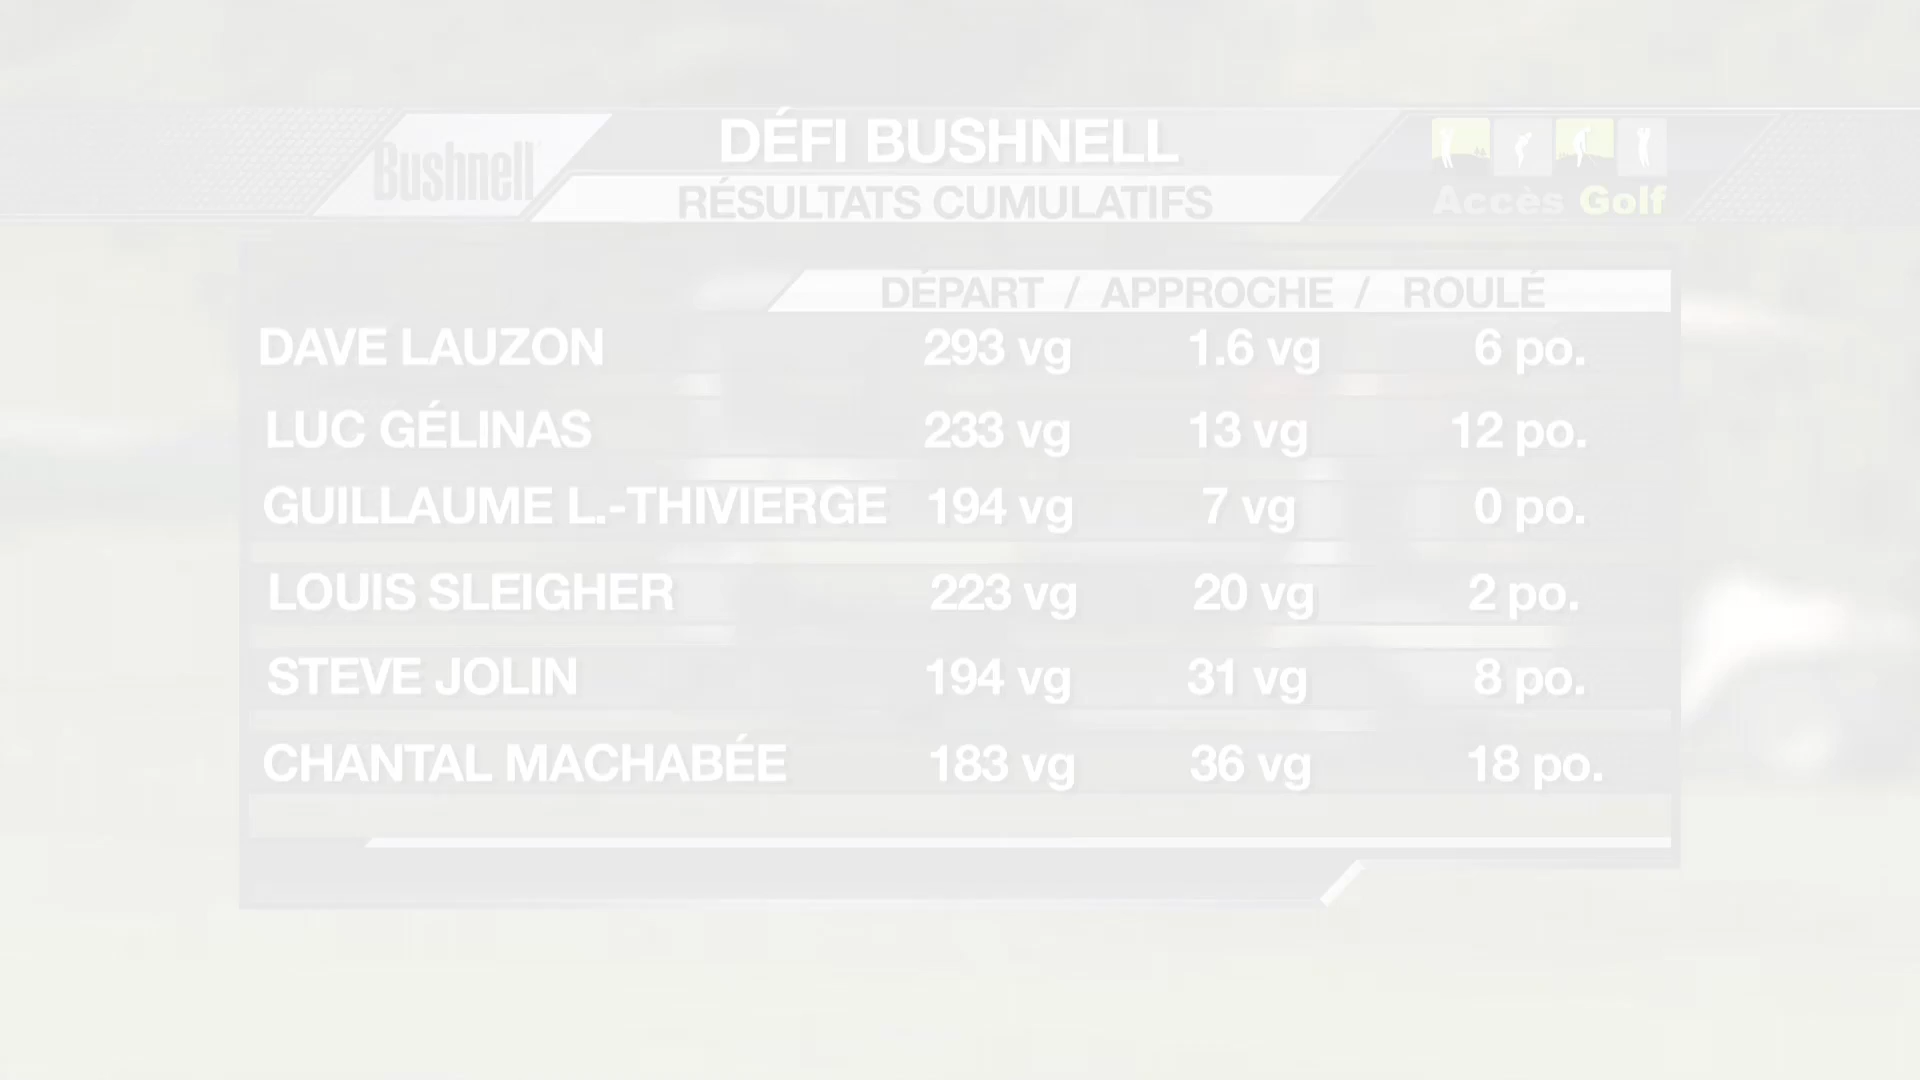 Bushnell
DÉFI BUSHNELL
RÉSULTATS CUMULATIFS
Accès Golf
DÉPART / APPROCHE / ROULÉ
DAVE LAUZON 293 vg 1.6 vg 6 po.
LUC GÉLINAS 233 vg 13 vg 12 po.
GUILLAUME L.-THIVIERGE 194 vg 7 vg 0 po.
LOUIS SLEIGHER 223 vg 20 vg 2 po.
STEVE JOLIN 194 vg 31 vg 8 po.
CHANTAL MACHABÉE 183 vg 36 vg 18 po.